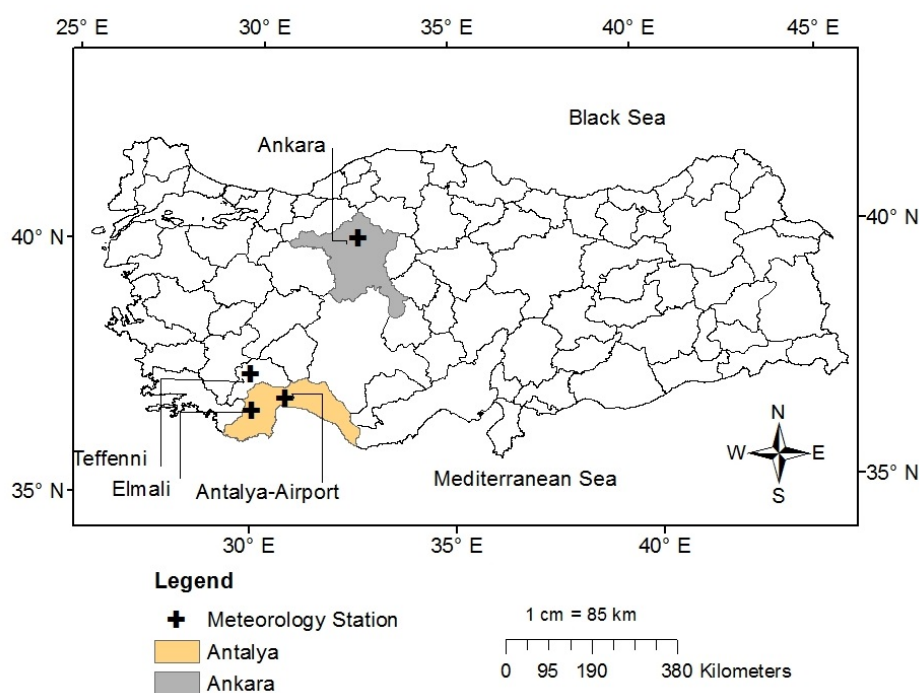 25° E 30° E 35° E 40° E 45° E
Black Sea
Ankara
40° N
40° N
Teffenni
Elmali
Antalya-Airport
Mediterranean Sea
N
W E
S
35° N
35° N
30° E 35° E 40° E
Legend
Meteorology Station
Antalya
Ankara
1 cm = 85 km
0 95 190 380 Kilometers